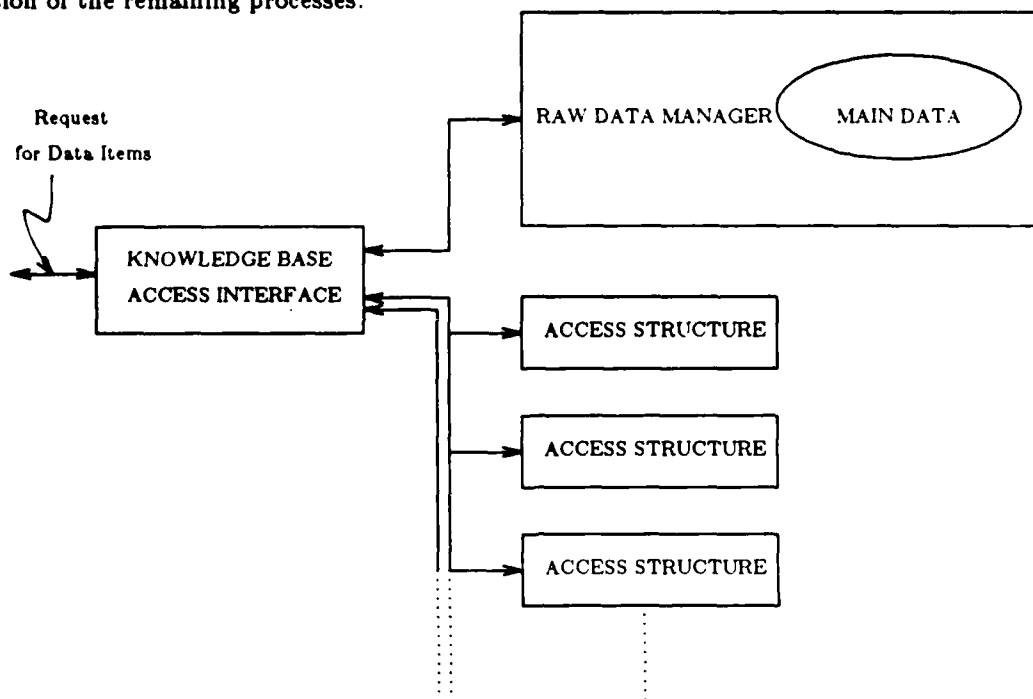 tion of the remaining processes.
RAW DATA MANAGER
MAIN DATA
Request
for Data Items
KNOWLEDGE BASE
ACCESS INTERFACE
ACCESS STRUCTURE
ACCESS STRUCTURE
ACCESS STRUCTURE